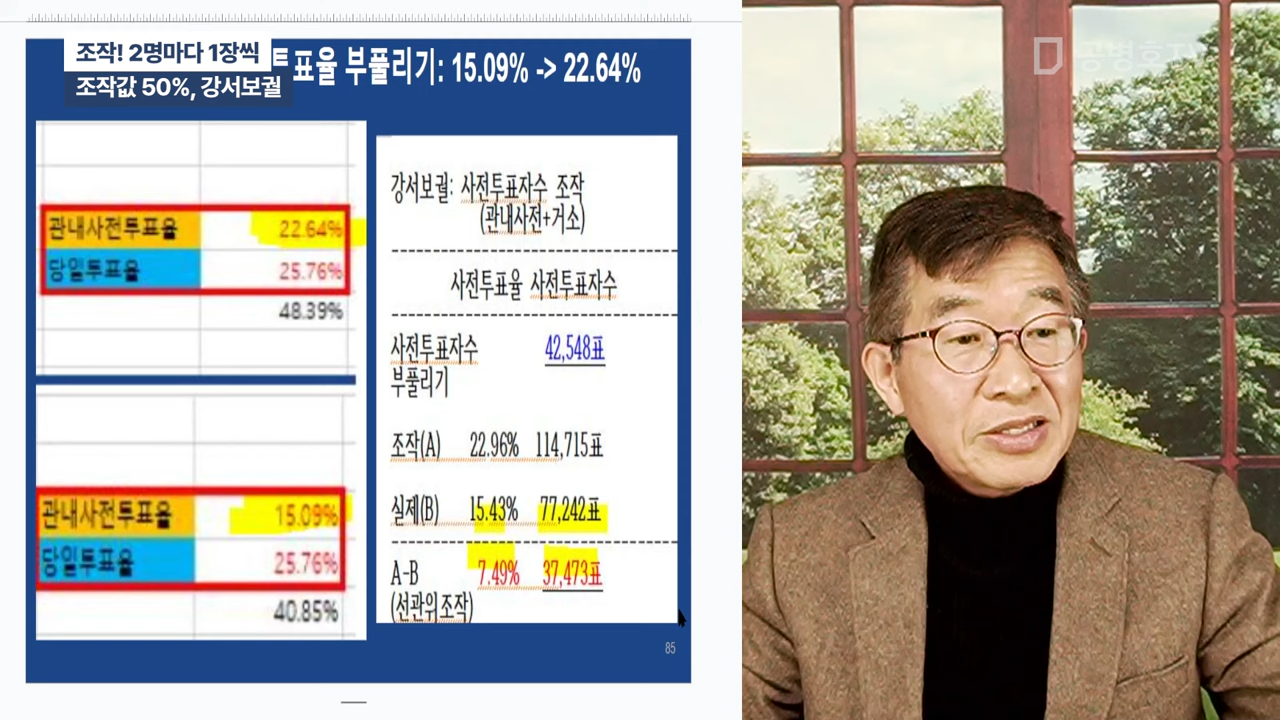 조작! 2명마다 1장씩
조작값 50%, 강서보궐
표율 부풀리기: 15.09% -> 22.64%
관내사전투표율 22.64%
당일투표율 25.76%
48.39%
관내사전투표율 15.09%
당일투표율 25.76%
40.85%
강서보궐: 사전투표자수 조작
(관내사전+거소)
사전투표율 사전투표자수
사전투표자수 42,548표
부풀리기
조작(A) 22.96% 114,715표
실제(B) 15.43% 77,242표
A-B 7.49% 37,473표
(선관위조작)
85
공병호TV